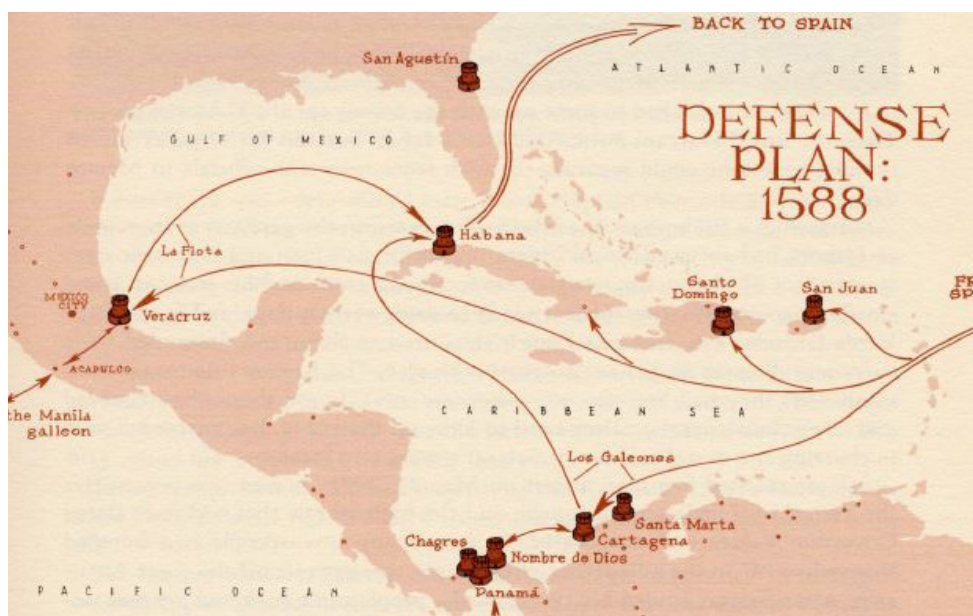 BACK TO SPAIN
San Agustín
ATLANTIC OCEAN
DEFENSE
PLAN:
1588
GULF OF MEXICO
Habana
La Flota
Santo
Domingo
San Juan
MEXICO
CITY
Veracruz
ACAPULCO
the Manila
galleon
CARIBBEAN SEA
Los Galeones
Santa Marta
Cartagena
Chagres
Nombre de Dios
Panamá
PACIFIC OCEAN